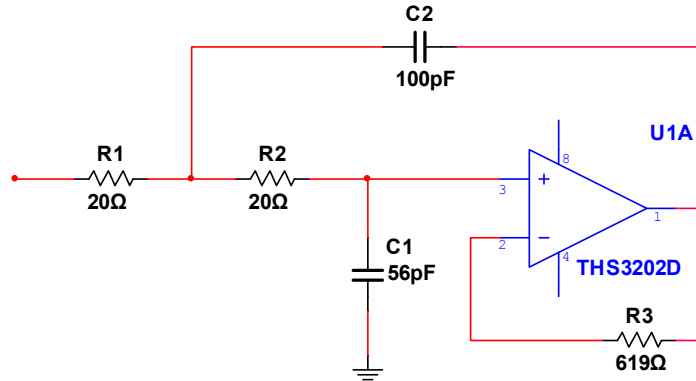 C2
100pF
U1A
R1
20Ω
R2
20Ω
8
3
+
1
2
−
4
THS3202D
C1
56pF
R3
619Ω